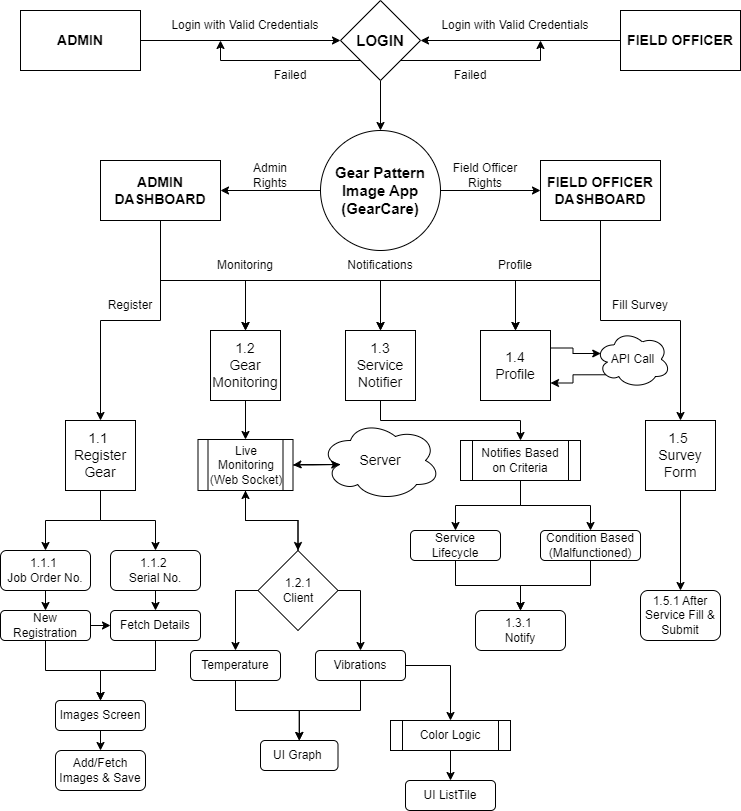 ADMIN
Login with Valid Credentials
LOGIN
Login with Valid Credentials
FIELD OFFICER
Failed
Failed
ADMIN
DASHBOARD
Admin
Rights
Gear Pattern
Image App
(GearCare)
Field Officer
Rights
FIELD OFFICER
DASHBOARD
Monitoring
Notifications
Profile
Register
Fill Survey
1.2
Gear
Monitoring
1.3
Service
Notifier
1.4
Profile
API Call
1.1
Register
Gear
Live
Monitoring
(Web Socket)
Server
Notifies Based
on Criteria
1.5
Survey
Form
1.1.1
Job Order No.
1.1.2
Serial No.
Service
Lifecycle
Condition Based
(Malfunctioned)
1.2.1
Client
New
Registration
Fetch Details
1.3.1
Notify
1.5.1 After
Service Fill &
Submit
Temperature
Vibrations
Images Screen
Color Logic
UI Graph
Add/Fetch
Images & Save
UI ListTile